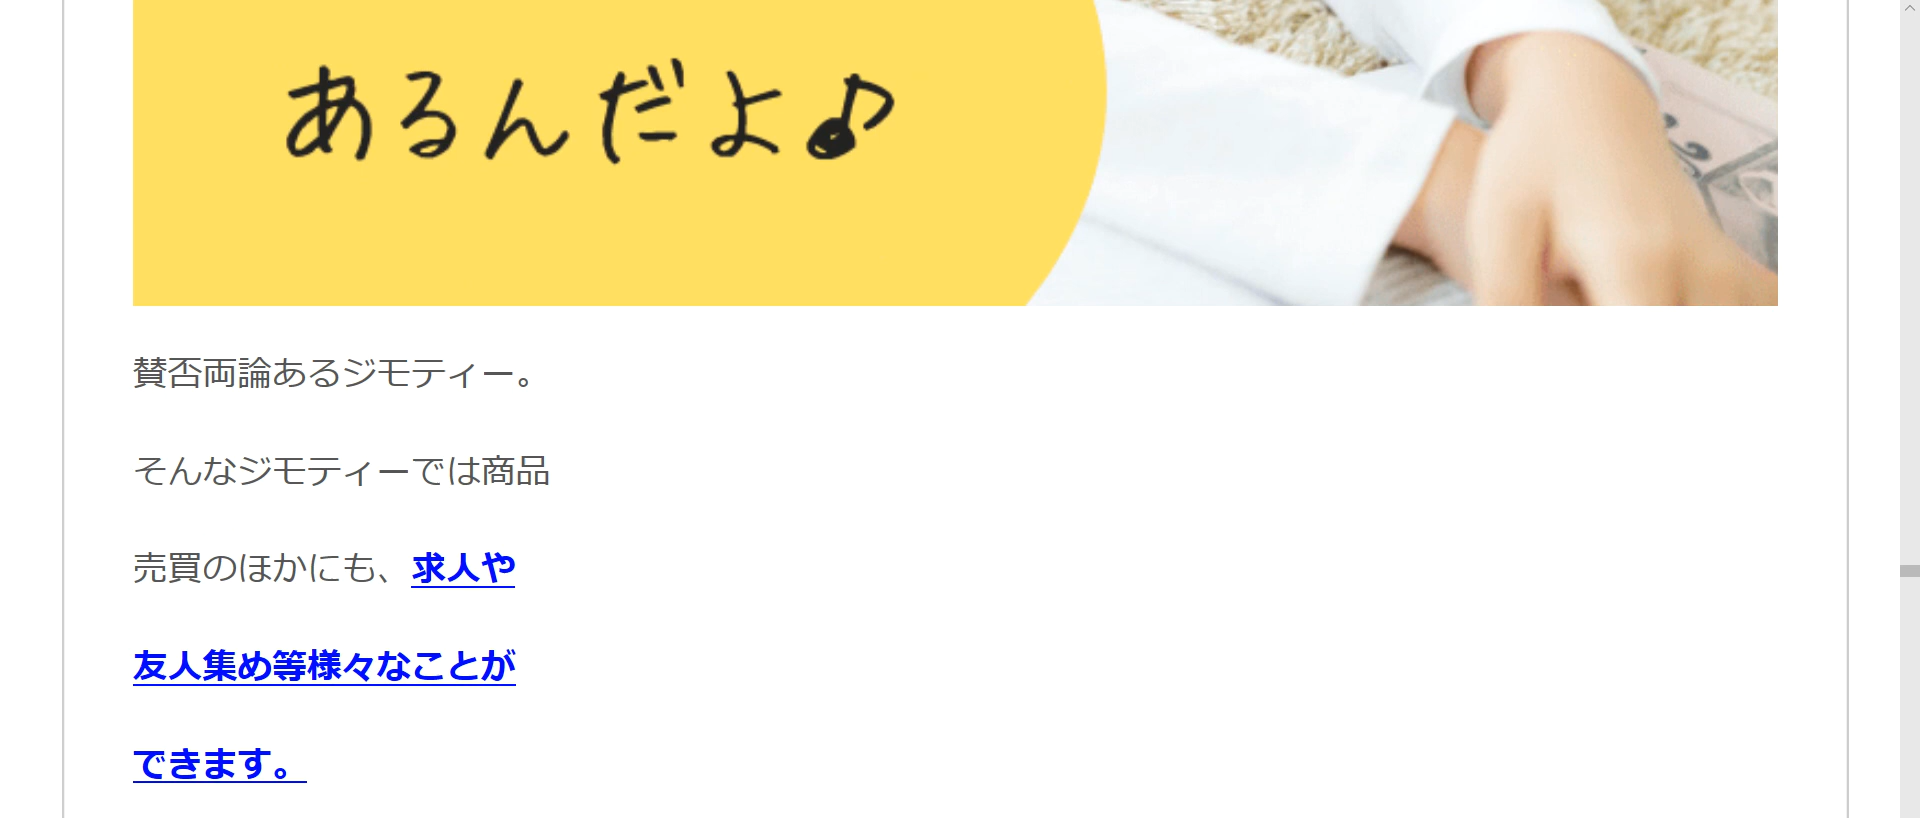 あるんだよ♪
賛否両論あるジモティー。
そんなジモティーでは商品
売買のほかにも、求人や
友人集め等様々なことが
できます。